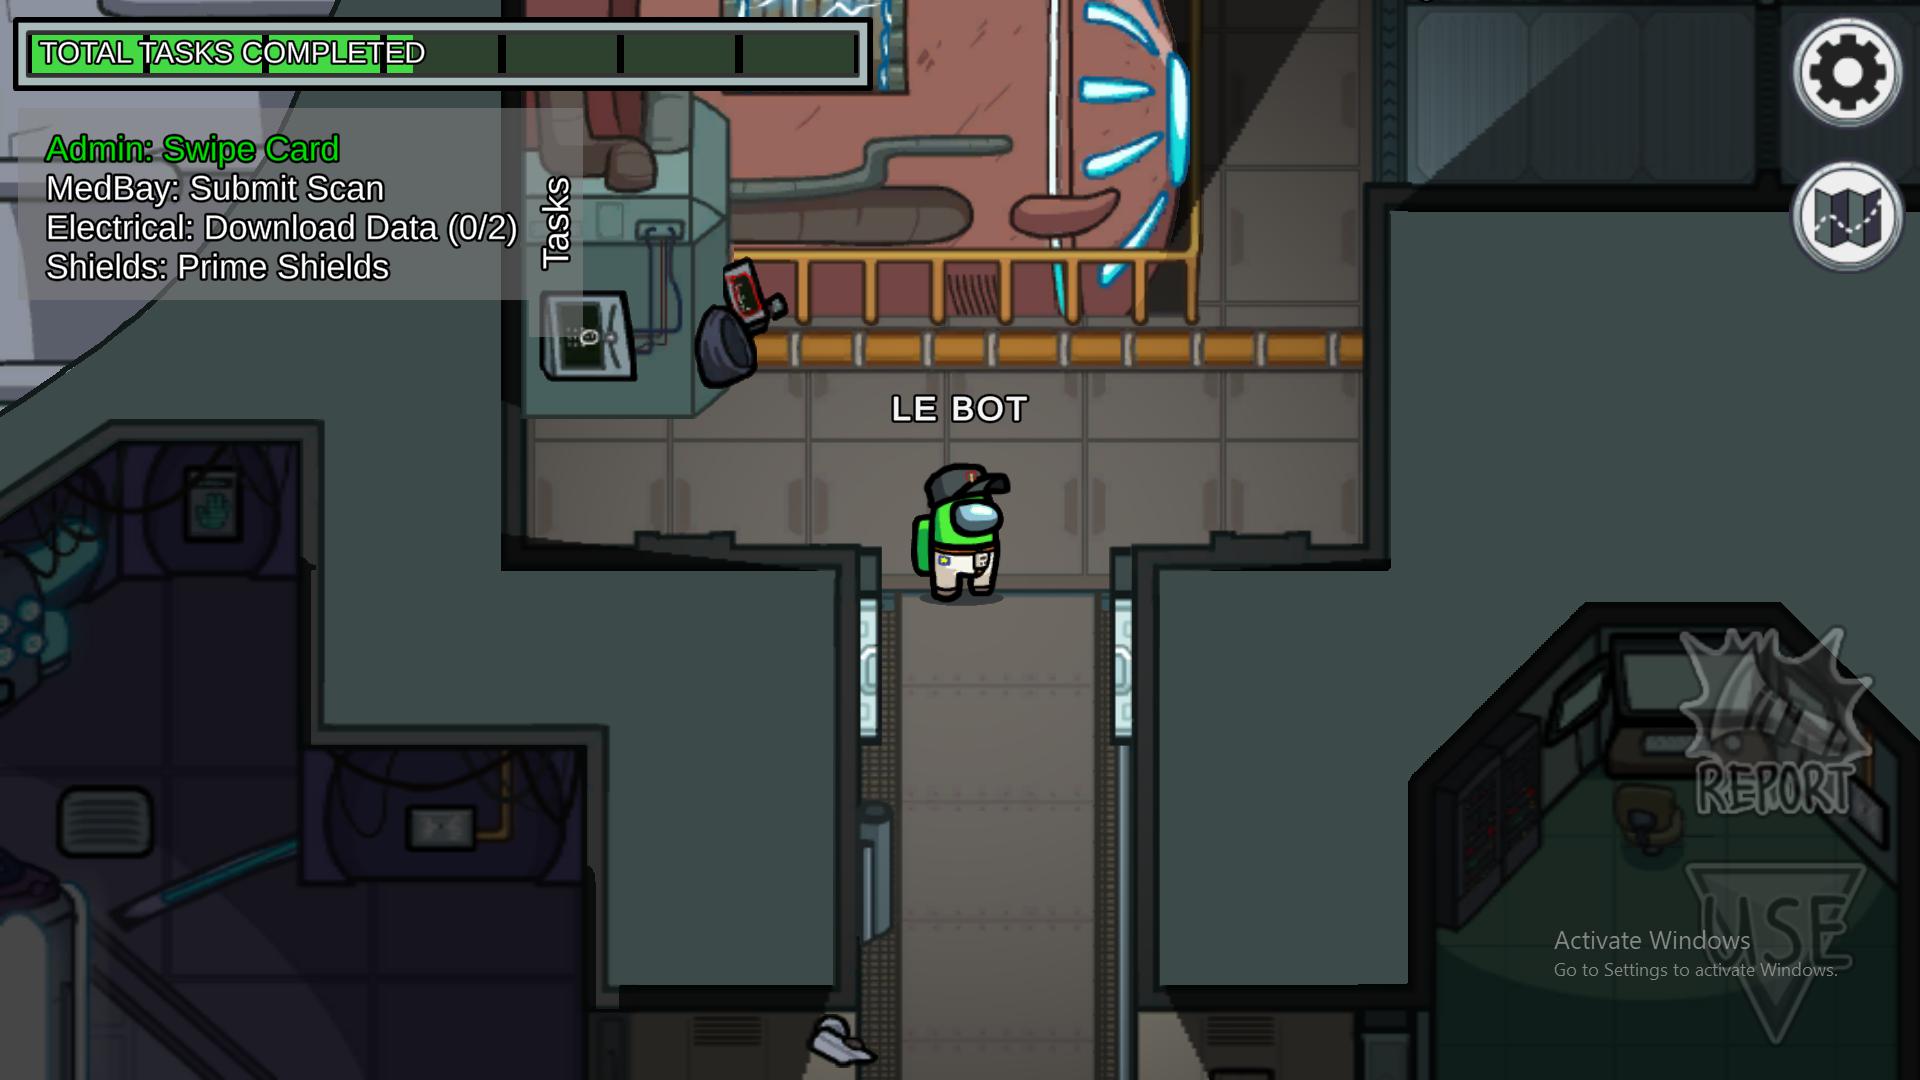 TOTAL TASKS COMPLETED
Admin: Swipe Card
MedBay: Submit Scan
Electrical: Download Data (0/2)
Shields: Prime Shields
Tasks
LE BOT
REPORT
USE
Activate Windows
Go to Settings to activate Windows.